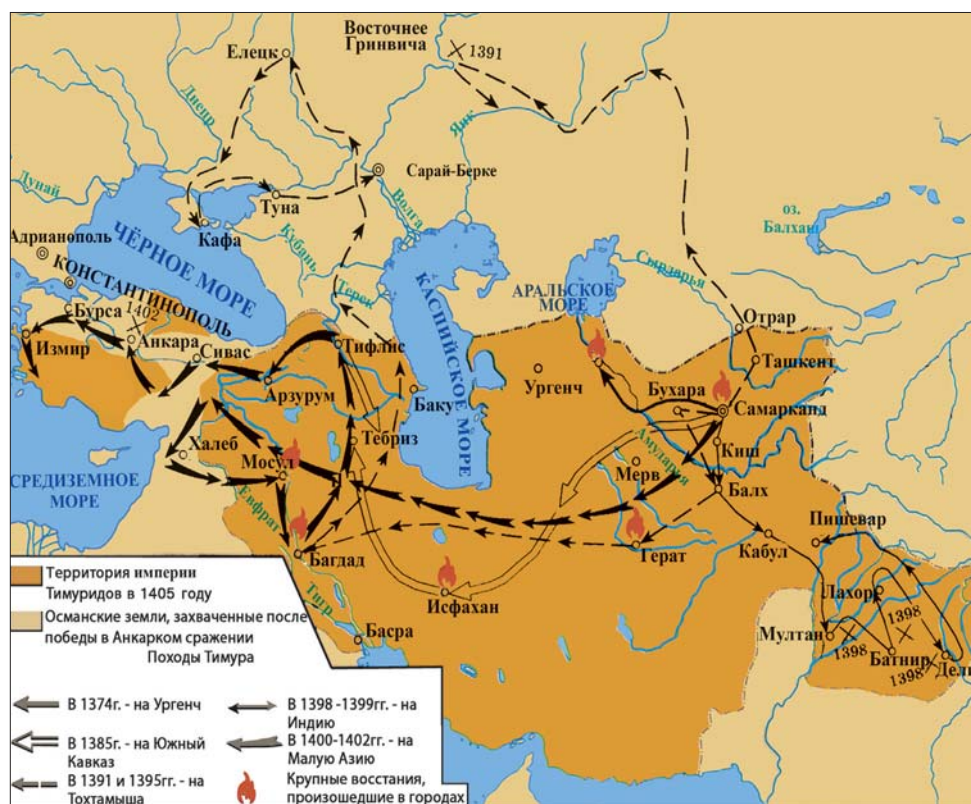 Восточнее
Гринвича
1391
Елецк
Днепр
Яик
Сарай-Берке
Дунай
Туна
Волга
оз.
Балхаш
Адрианополь
Кафа
Кубань
ЧЁРНОЕ МОРЕ
КОНСТАНТИНОПОЛЬ
Терек
КАСПИЙСКОЕ МОРЕ
АРАЛЬСКОЕ
МОРЕ
Сырдарья
Отрар
Бурса
1402
Измир
Анкара
Сивас
Тифлис
Ташкент
Ургенч
Бухара
Самарканд
Арзурум
Баку
Тебриз
Киш
Халеб
Мосул
Амударья
Мерв
Балх
СРЕДИЗЕМНОЕ
МОРЕ
Евфрат
Пишевар
Багдад
Герат
Кабул
Тигр
Исфахан
Лахор
1398
Басра
Мултан
1398
Батнир
1398
Дели
Территория империи
Тимуридов в 1405 году
Османские земли, захваченные после
победы в Анкарком сражении
Походы Тимура
В 1374г. - на Ургенч
В 1385г. - на Южный
Кавказ
В 1391 и 1395гг. - на
Тохтамыша
В 1398 -1399гг. - на
Индию
В 1400-1402гг. - на
Малую Азию
Крупные восстания,
произошедшие в городах